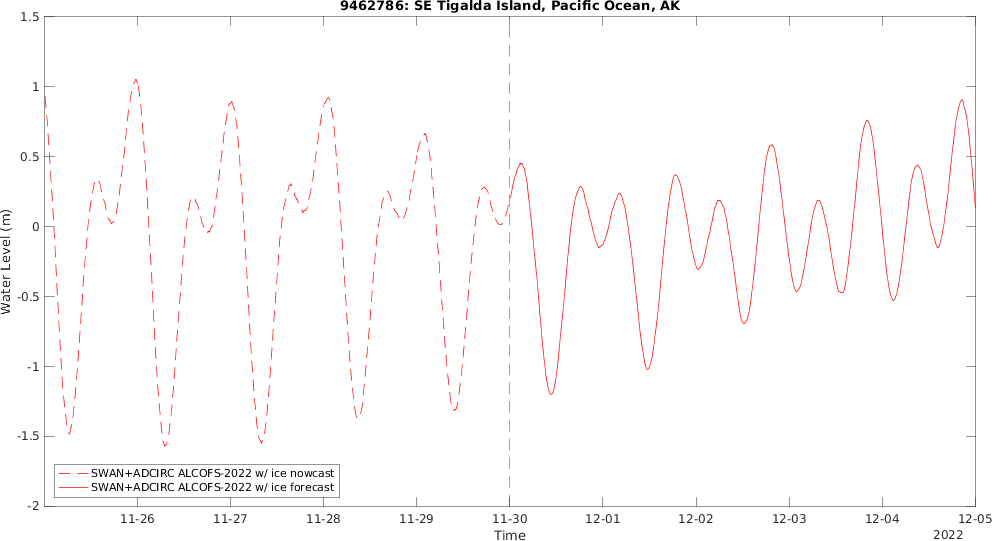 9462786: SE Tigalda Island, Pacific Ocean, AK
1.5
1
0.5
0
-0.5
-1
-1.5
-2
Water Level (m)
SWAN+ADCIRC ALCOFS-2022 w/ ice nowcast
SWAN+ADCIRC ALCOFS-2022 w/ ice forecast
11-26 11-27 11-28 11-29 11-30 12-01 12-02 12-03 12-04 12-05
Time
2022